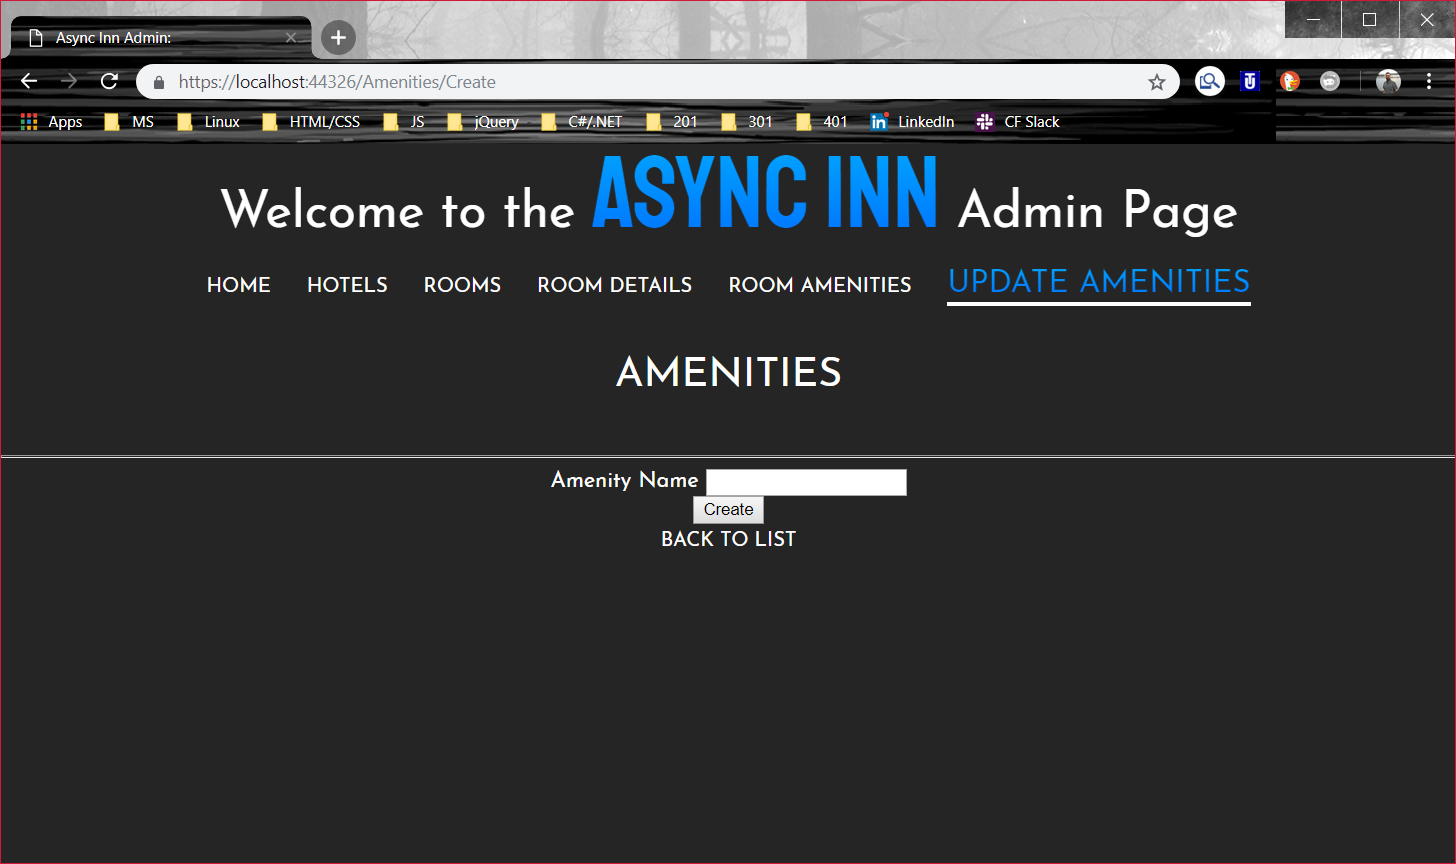 Async Inn Admin:
https://localhost:44326/Amenities/Create
Apps MS Linux HTML/CSS JS jQuery C#/.NET 201 301 401 LinkedIn CF Slack
Welcome to the ASYNC INN Admin Page
HOME HOTELS ROOMS ROOM DETAILS ROOM AMENITIES UPDATE AMENITIES
AMENITIES
Amenity Name
Create
BACK TO LIST